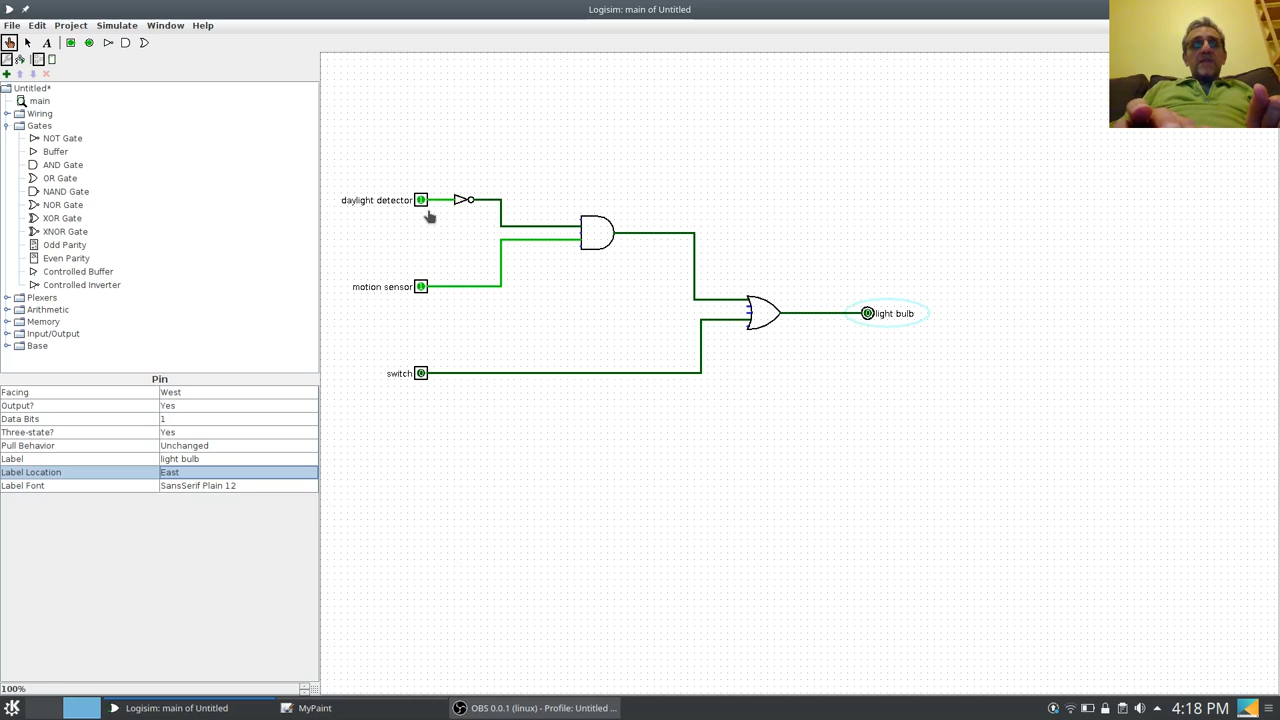 Logisim: main of Untitled
File Edit Project Simulate Window Help
A
Untitled*
main
Wiring
Gates
NOT Gate
Buffer
AND Gate
OR Gate
NAND Gate
NOR Gate
XOR Gate
XNOR Gate
Odd Parity
Even Parity
Controlled Buffer
Controlled Inverter
Plexers
Arithmetic
Memory
Input/Output
Base
Pin
Facing West
Output? Yes
Data Bits 1
Three-state? Yes
Pull Behavior Unchanged
Label light bulb
Label Location East
Label Font SansSerif Plain 12
100%
daylight detector 1
motion sensor 1
switch 0
0 light bulb
Logisim: main of Untitled MyPaint OBS 0.0.1 (linux) - Profile: Untitled ... 4:18 PM